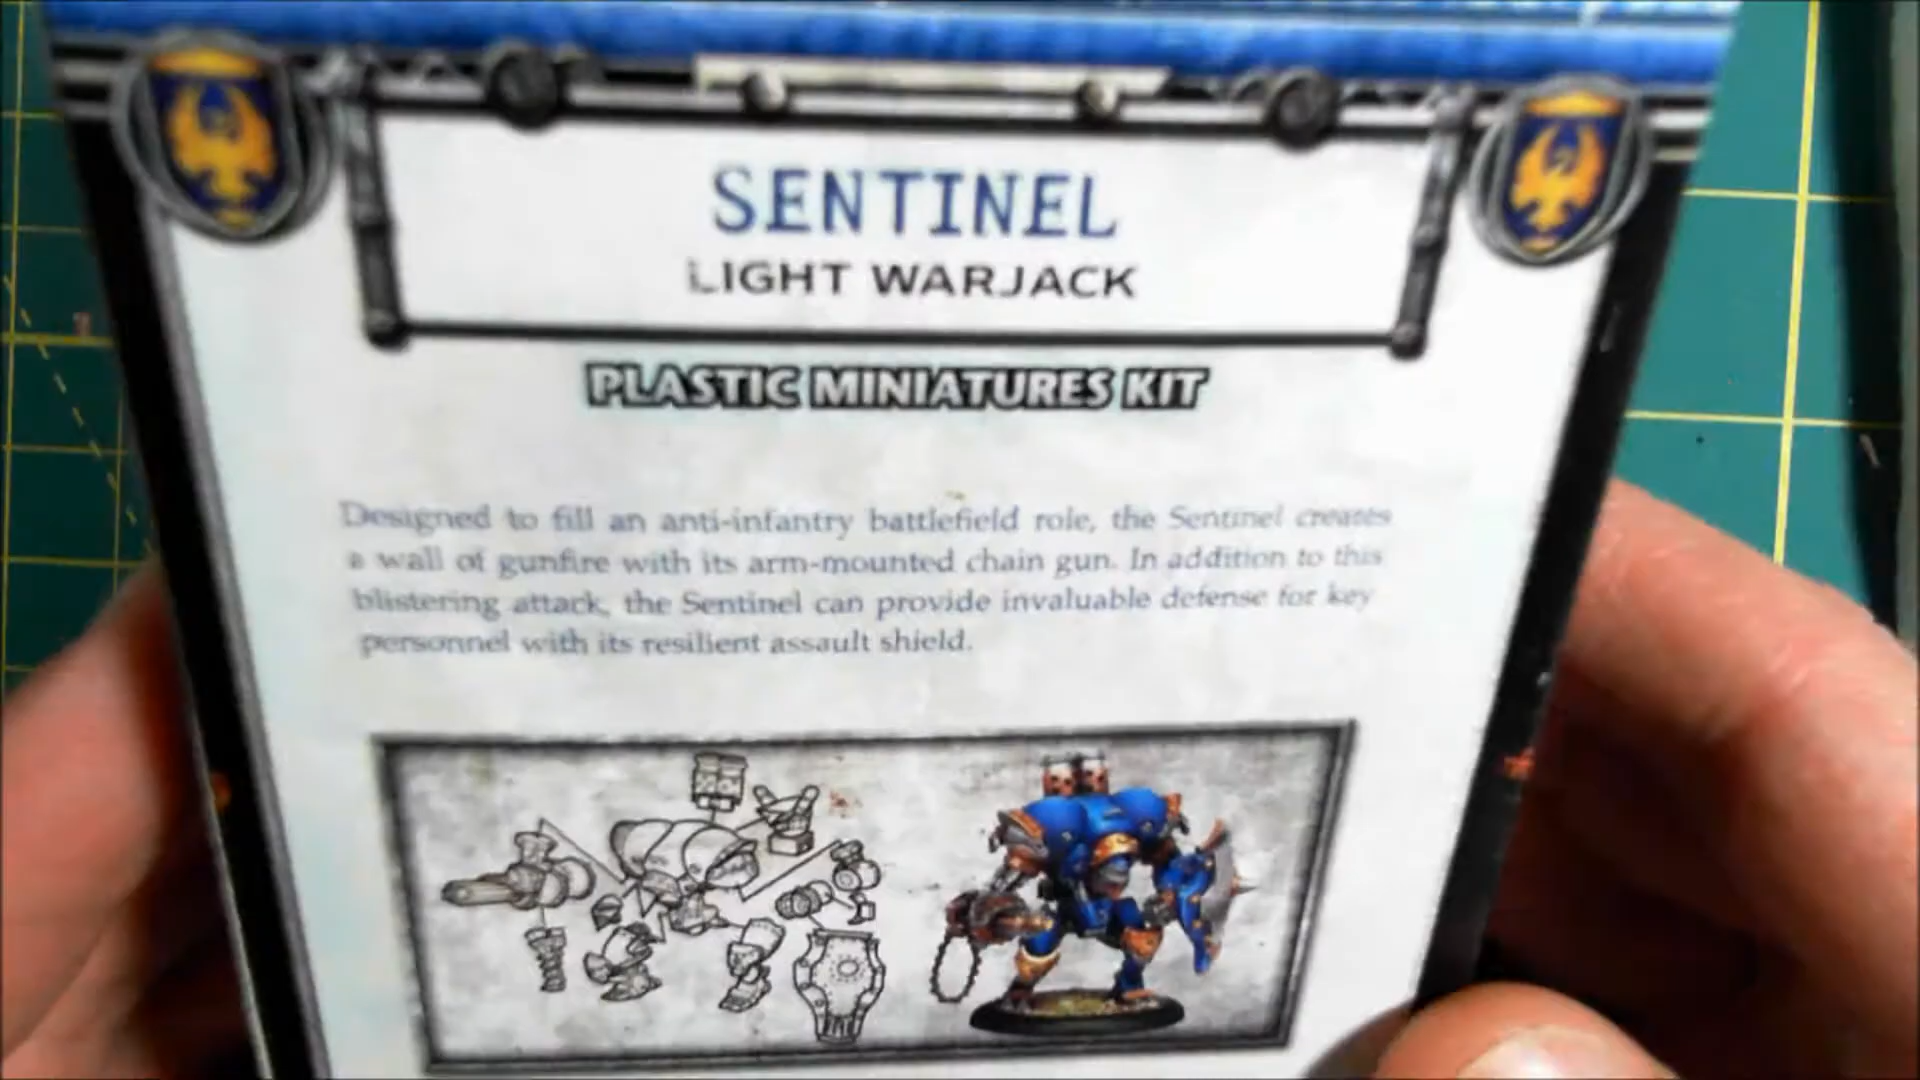 SENTINEL
LIGHT WARJACK
PLASTIC MINIATURES KIT
Designed to fill an anti-infantry battlefield role, the Sentinel creates
a wall of gunfire with its arm-mounted chain gun. In addition to this
blistering attack, the Sentinel can provide invaluable defense for key
personnel with its resilient assault shield.